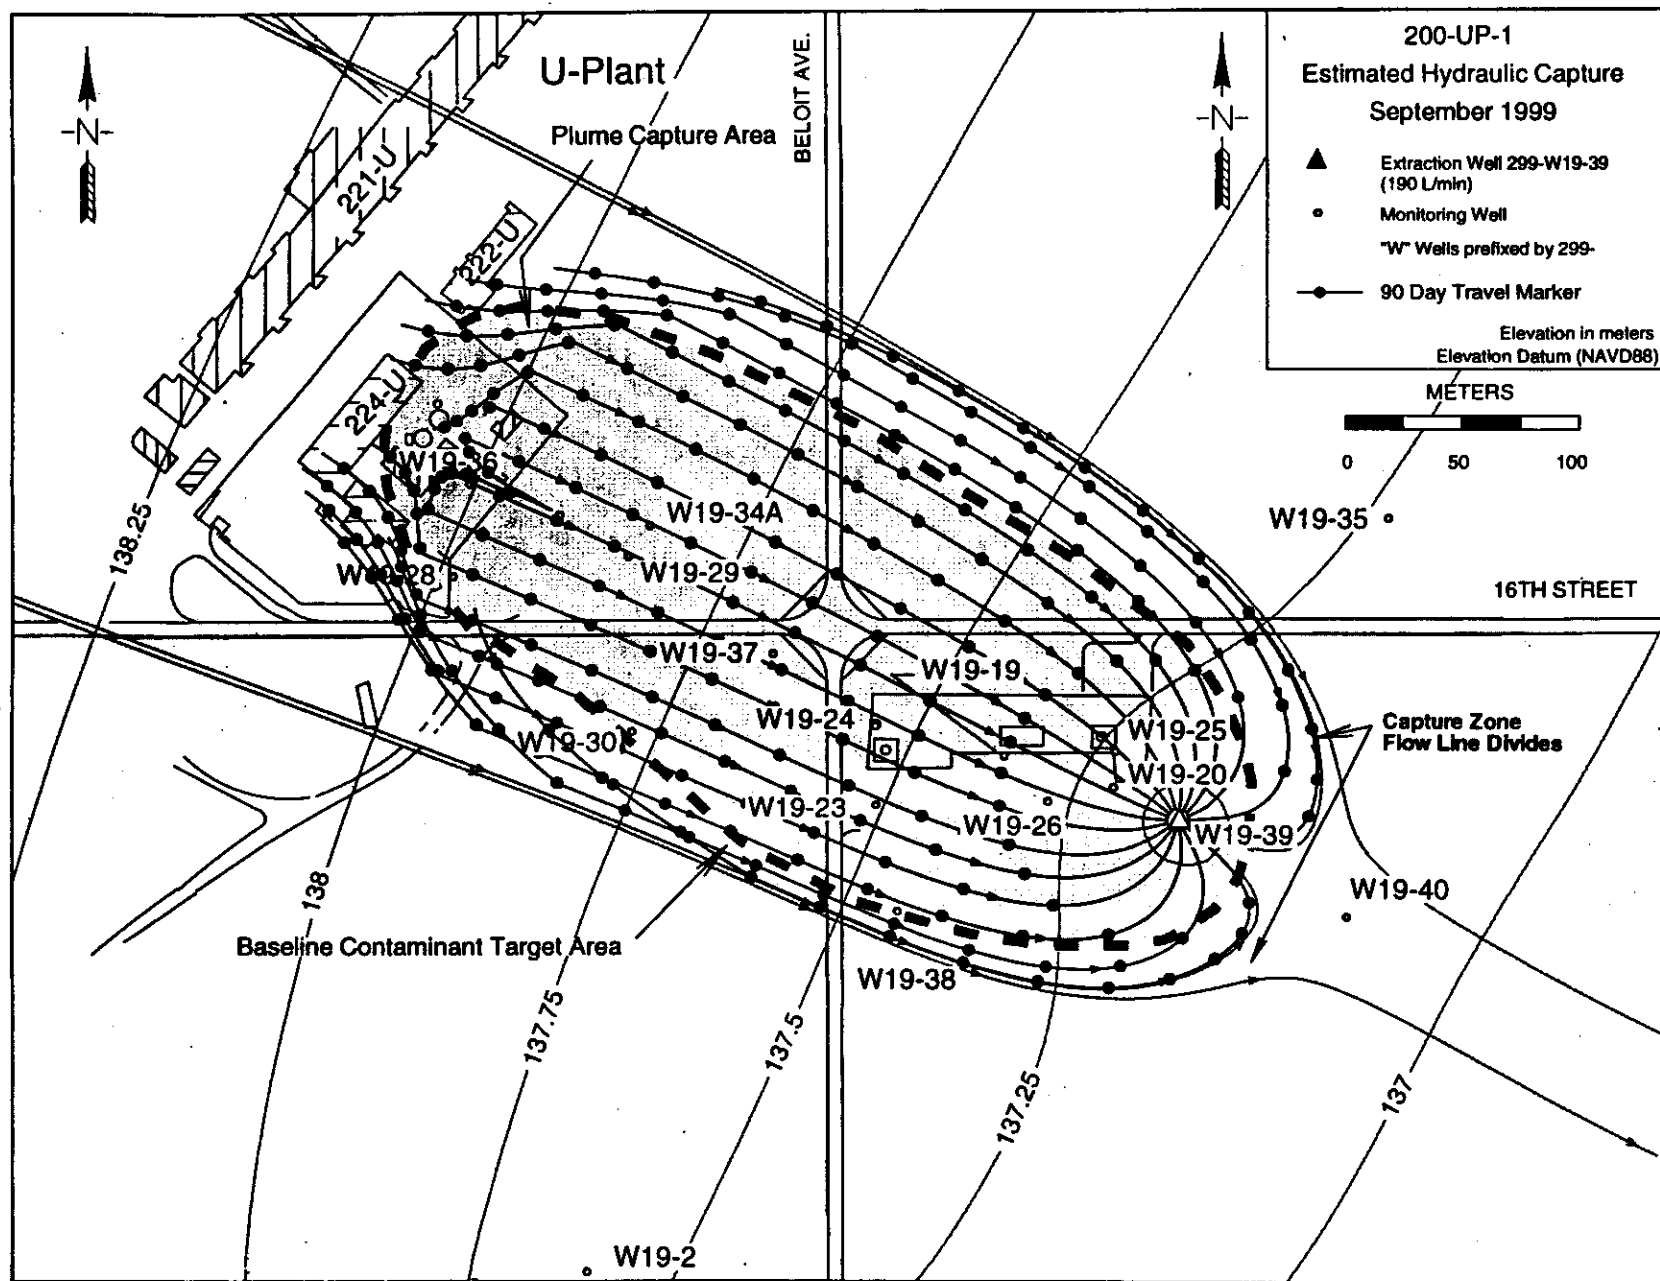 200-UP-1
Estimated Hydraulic Capture
September 1999
Extraction Well 299-W19-39
(190 L/min)
Monitoring Well
"W" Wells prefixed by 299-
90 Day Travel Marker
Elevation in meters
Elevation Datum (NAVD88)
METERS
0 50 100
-N-
-N-
U-Plant
BELOIT AVE.
Plume Capture Area
221-U
222-U
224-U
W19-36
W19-34A
W19-35
138.25
W19-28
W19-29
16TH STREET
W19-37
W19-19
W19-24
W19-25
Capture Zone
Flow Line Divides
W19-30
W19-20
W19-23
W19-26
W19-39
W19-40
138
Baseline Contaminant Target Area
W19-38
137.75
137.5
137.25
137
W19-2